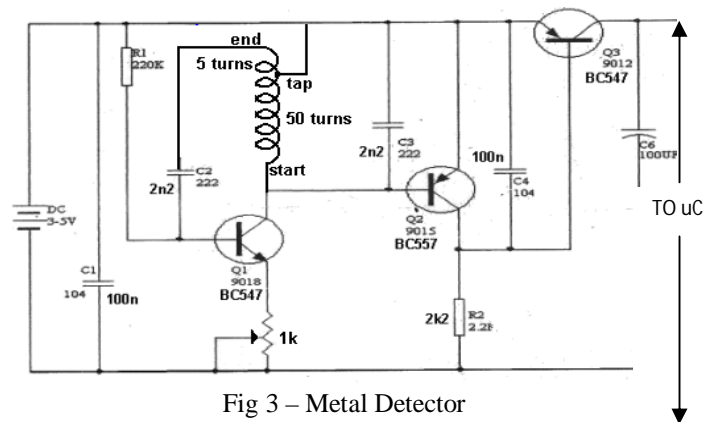 end
5 turns
tap
50 turns
start
R1
220K
C2
222
2n2
C3
222
2n2
100n
C4
104
Q3
9012
BC547
C6
100UF
TO uC
DC
3-5V
C1
104
100n
Q1
9018
BC547
Q2
9015
BC557
1k
2k2
R2
Fig 3 – Metal Detector